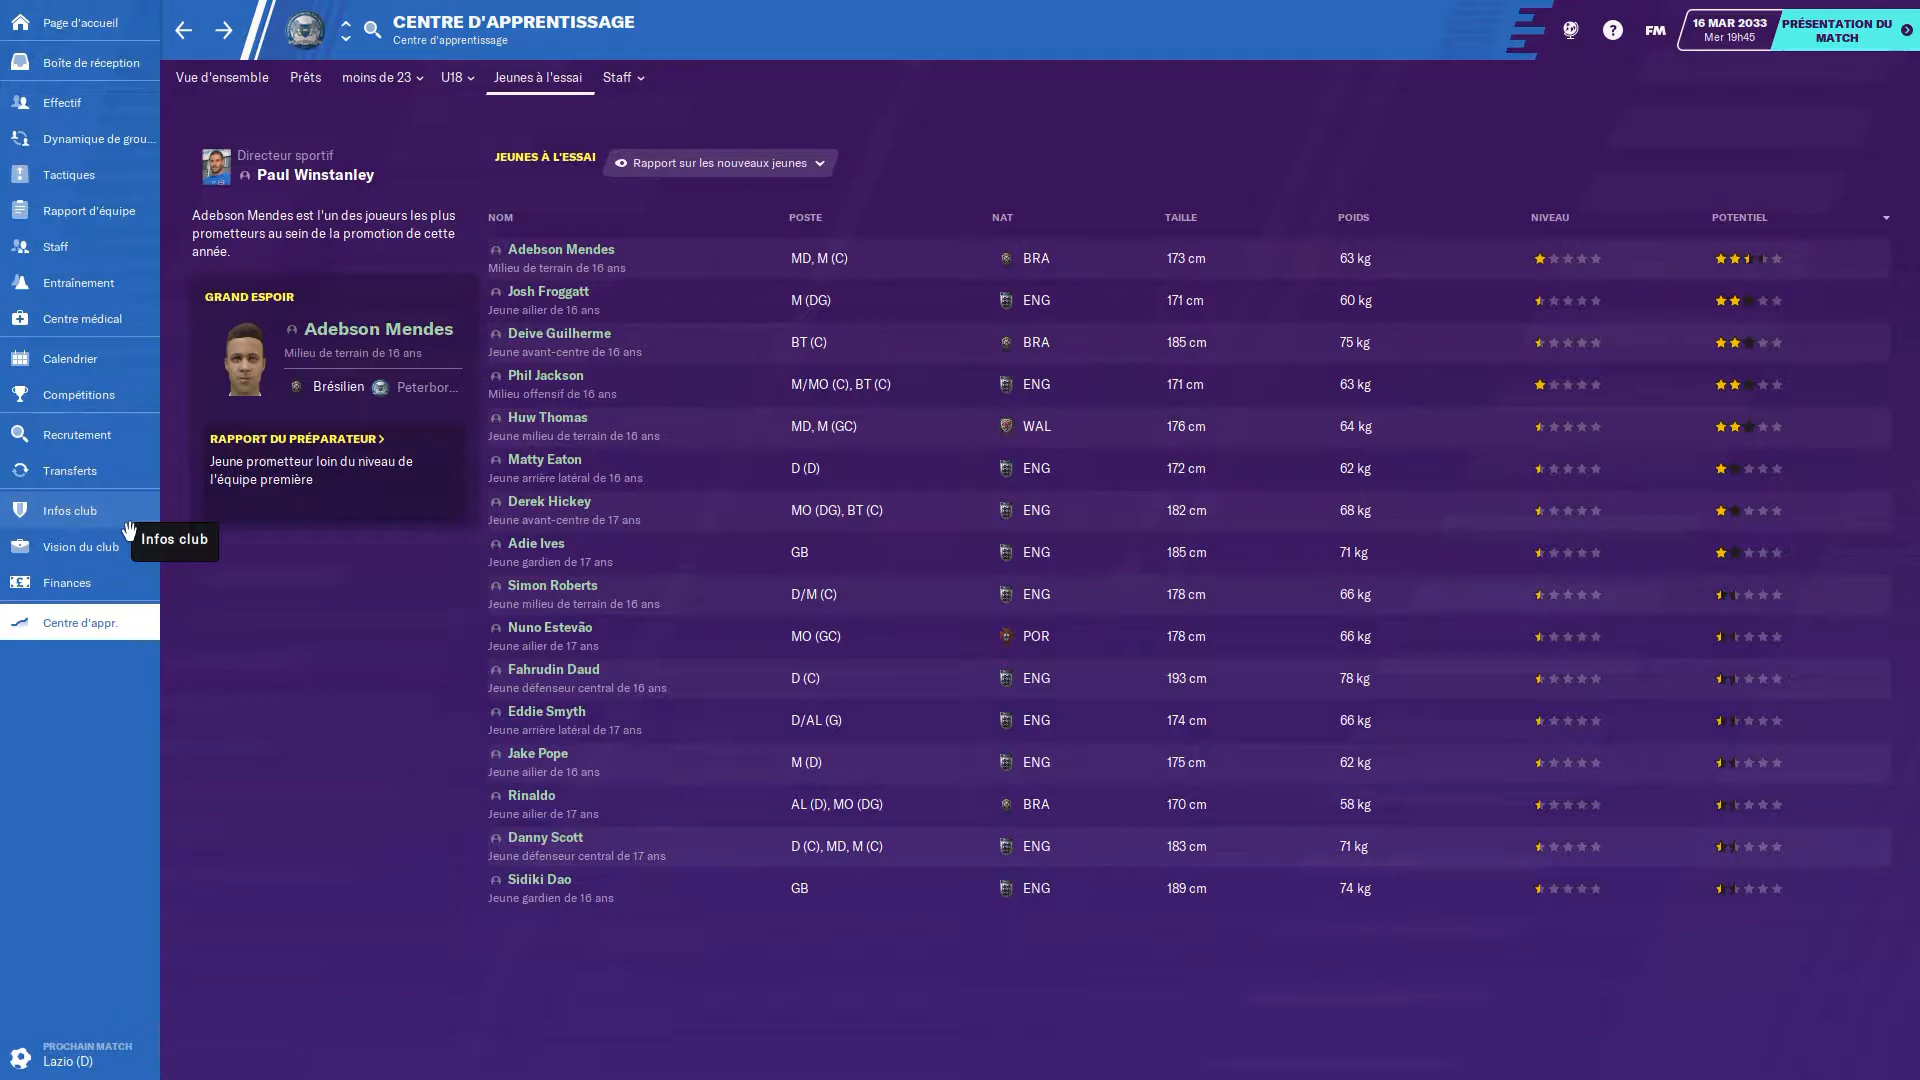 Page d'accueil
Boîte de réception
Effectif
Dynamique de grou...
Tactiques
Rapport d'équipe
Staff
Entraînement
Centre médical
Calendrier
Compétitions
Recrutement
Transferts
Infos club
Vision du club
Finances
Centre d'appr.
PROCHAIN MATCH
Lazio (D)
Infos club
CENTRE D'APPRENTISSAGE
Centre d'apprentissage
?
FM
16 MAR 2033
Mer 19h45
PRÉSENTATION DU
MATCH
Vue d'ensemble Prêts moins de 23 U18 Jeunes à l'essai Staff
Directeur sportif
Paul Winstanley
Adebson Mendes est l'un des joueurs les plus
prometteurs au sein de la promotion de cette
année.
GRAND ESPOIR
Adebson Mendes
Milieu de terrain de 16 ans
Brésilien Peterbor...
RAPPORT DU PRÉPARATEUR >
Jeune prometteur loin du niveau de
l'équipe première
JEUNES À L'ESSAI Rapport sur les nouveaux jeunes
NOM POSTE NAT TAILLE POIDS NIVEAU POTENTIEL
Adebson Mendes MD, M (C) BRA 173 cm 63 kg
Milieu de terrain de 16 ans
Josh Froggatt M (DG) ENG 171 cm 60 kg
Jeune ailier de 16 ans
Deive Guilherme BT (C) BRA 185 cm 75 kg
Jeune avant-centre de 16 ans
Phil Jackson M/MO (C), BT (C) ENG 171 cm 63 kg
Milieu offensif de 16 ans
Huw Thomas MD, M (GC) WAL 176 cm 64 kg
Jeune milieu de terrain de 16 ans
Matty Eaton D (D) ENG 172 cm 62 kg
Jeune arrière latéral de 16 ans
Derek Hickey MO (DG), BT (C) ENG 182 cm 68 kg
Jeune avant-centre de 17 ans
Adie Ives GB ENG 185 cm 71 kg
Jeune gardien de 17 ans
Simon Roberts D/M (C) ENG 178 cm 66 kg
Jeune milieu de terrain de 16 ans
Nuno Estevão MO (GC) POR 178 cm 66 kg
Jeune ailier de 17 ans
Fahrudin Daud D (C) ENG 193 cm 78 kg
Jeune défenseur central de 16 ans
Eddie Smyth D/AL (G) ENG 174 cm 66 kg
Jeune arrière latéral de 17 ans
Jake Pope M (D) ENG 175 cm 62 kg
Jeune ailier de 16 ans
Rinaldo AL (D), MO (DG) BRA 170 cm 58 kg
Jeune ailier de 17 ans
Danny Scott D (C), MD, M (C) ENG 183 cm 71 kg
Jeune défenseur central de 17 ans
Sidiki Dao GB ENG 189 cm 74 kg
Jeune gardien de 16 ans